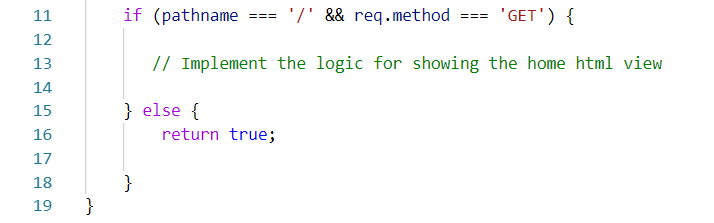 11 if (pathname === '/' && req.method === 'GET') {
12
13 // Implement the logic for showing the home html view
14
15 } else {
16 return true;
17
18 }
19 }